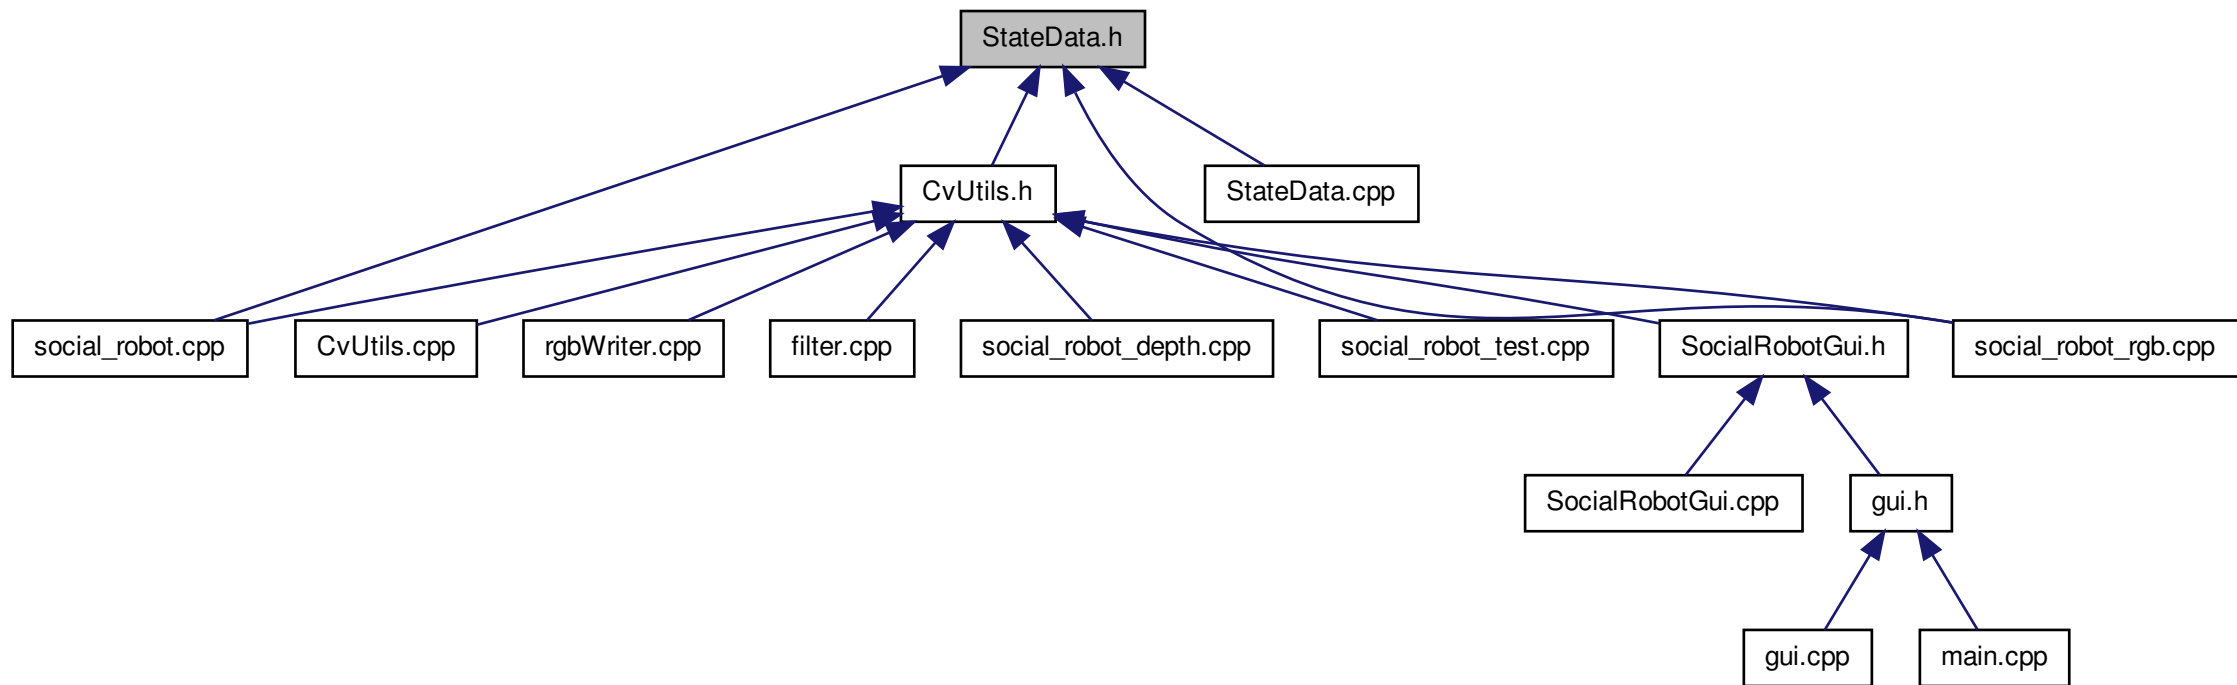 StateData.h
CvUtils.h
StateData.cpp
social_robot.cpp
CvUtils.cpp
rgbWriter.cpp
filter.cpp
social_robot_depth.cpp
social_robot_test.cpp
SocialRobotGui.h
social_robot_rgb.cpp
SocialRobotGui.cpp
gui.h
gui.cpp
main.cpp